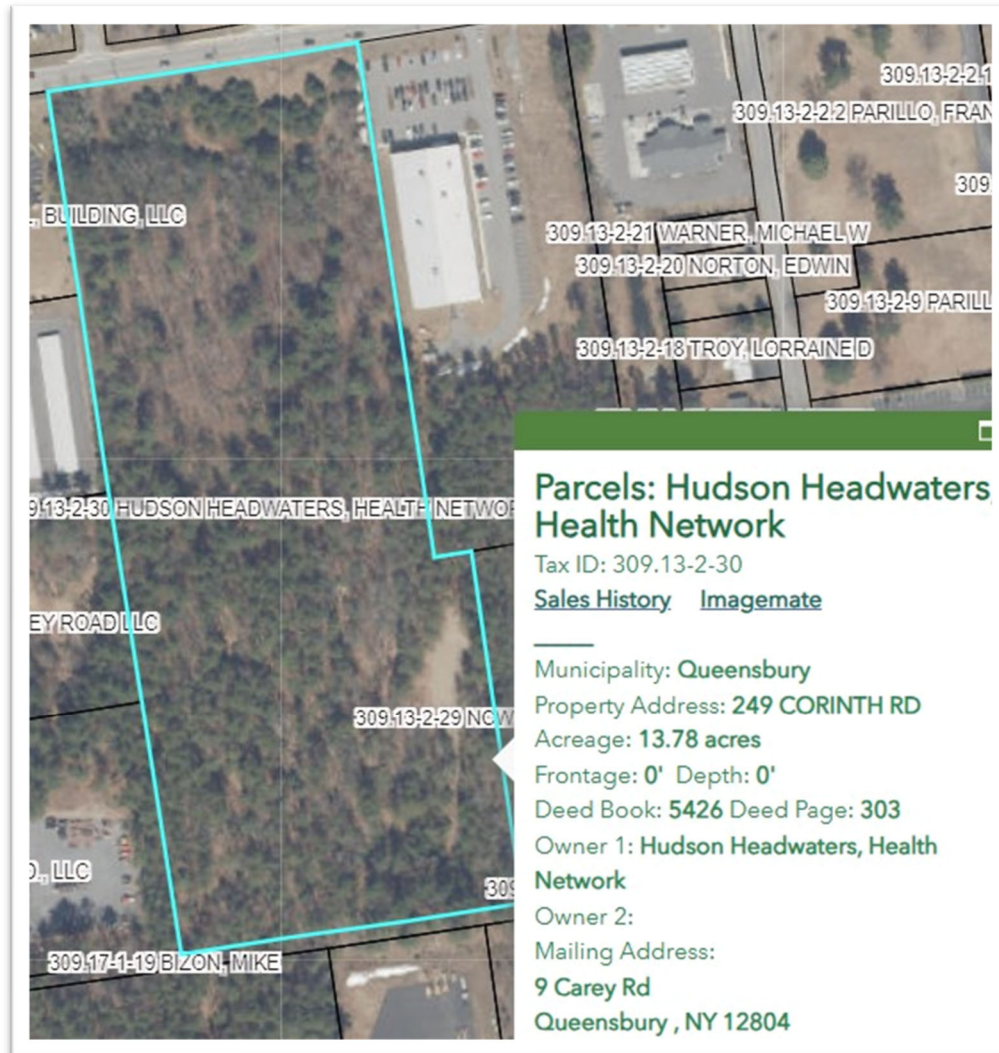 309.13-2-2.1
309.13-2-2.2 PARILLO, FRAN
309.
BUILDING, LLC
309.13-2-21 WARNER, MICHAEL W
309.13-2-20 NORTON, EDWIN
309.13-2-9 PARILL
309.13-2-18 TROY, LORRAINE D
9.13-2-30 HUDSON HEADWATERS, HEALTH NETWOR
EY ROAD LLC
309.13-2-29 NOW
LLC
309
309.17-1-19 BIZON, MIKE
Parcels: Hudson Headwaters,
Health Network
Tax ID: 309.13-2-30
Sales History Imagemate
Municipality: Queensbury
Property Address: 249 CORINTH RD
Acreage: 13.78 acres
Frontage: 0' Depth: 0'
Deed Book: 5426 Deed Page: 303
Owner 1: Hudson Headwaters, Health
Network
Owner 2:
Mailing Address:
9 Carey Rd
Queensbury , NY 12804